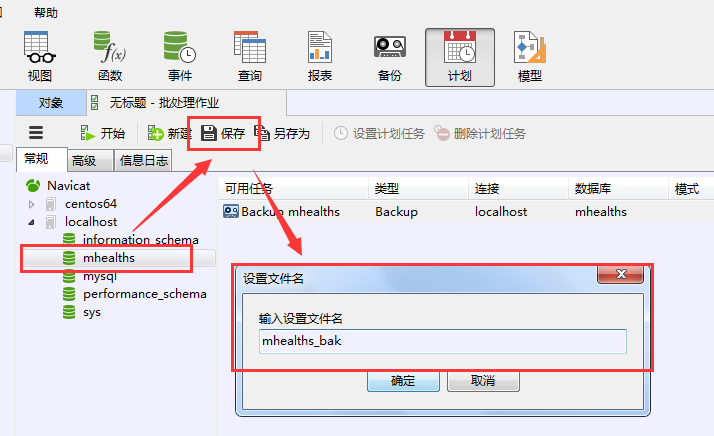 帮助
视图 函数 事件 查询 报表 备份 计划 模型
对象 无标题 - 批处理作业
开始 新建 保存 另存为 设置计划任务 删除计划任务
常规 高级 信息日志
Navicat
centos64
localhost
information_schema
mhealths
mysql
performance_schema
sys
可用任务 类型 连接 数据库 模式
Backup mhealths Backup localhost mhealths
设置文件名
输入设置文件名
mhealths_bak
确定 取消